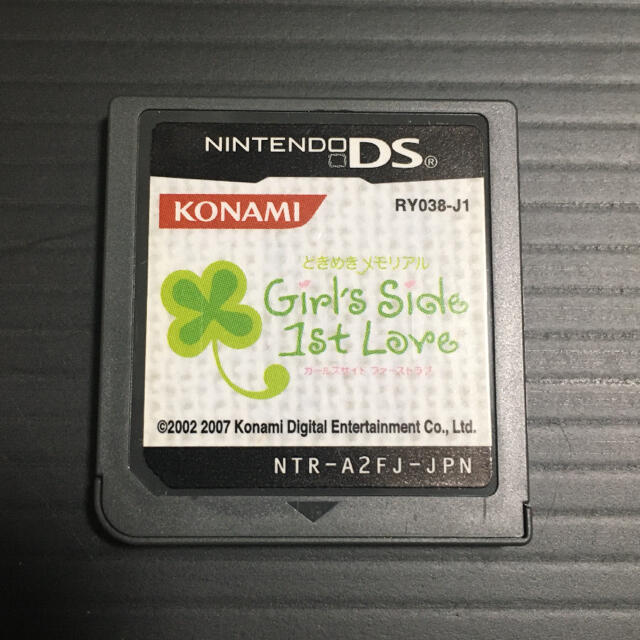 NINTENDO DS®
KONAMI
RY038-J1
どきめきメモリアル
Girl's Side
1st Love
ガールズサイド ファーストラブ
©2002 2007 Konami Digital Entertainment Co., Ltd.
NTR-A2FJ-JPN